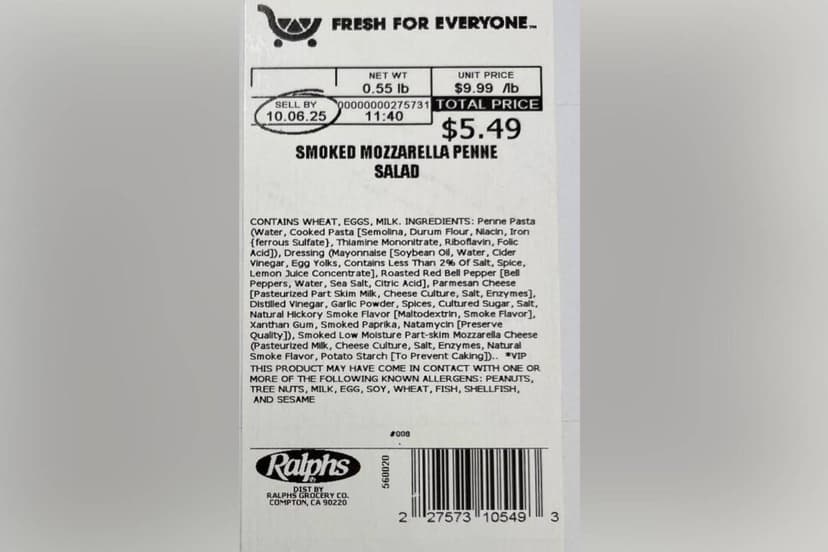 FRESH FOR EVERYONE™
NET WT
0.55 lb
UNIT PRICE
$9.99 /lb
SELL BY
10.06.25
00000000275731
11:40
TOTAL PRICE
$5.49
SMOKED MOZZARELLA PENNE
SALAD
CONTAINS WHEAT, EGGS, MILK. INGREDIENTS: Penne Pasta
(Water, Cooked Pasta [Semolina, Durum Flour, Niacin, Iron
{ferrous Sulfate}, Thiamine Mononitrate, Riboflavin, Folic
Acid]), Dressing (Mayonnaise [Soybean Oil, Water, Cider
Vinegar, Egg Yolks, Contains Less Than 2% Of Salt, Spice,
Lemon Juice Concentrate], Roasted Red Bell Pepper [Bell
Peppers, Water, Sea Salt, Citric Acid], Parmesan Cheese
[Pasteurized Part Skim Milk, Cheese Culture, Salt, Enzymes],
Distilled Vinegar, Garlic Powder, Spices, Cultured Sugar, Salt,
Natural Hickory Smoke Flavor [Maltodextrin, Smoke Flavor],
Xanthan Gum, Smoked Paprika, Natamycin [Preserve
Quality]), Smoked Low Moisture Part-skim Mozzarella Cheese
(Pasteurized Milk, Cheese Culture, Salt, Enzymes, Natural
Smoke Flavor, Potato Starch [To Prevent Caking]).. *VIP
THIS PRODUCT MAY HAVE COME IN CONTACT WITH ONE OR
MORE OF THE FOLLOWING KNOWN ALLERGENS: PEANUTS,
TREE NUTS, MILK, EGG, SOY, WHEAT, FISH, SHELLFISH,
AND SESAME
#008
Ralphs
DIST BY
RALPHS GROCERY CO.
COMPTON, CA 90220
560020
2 27573 10549 3